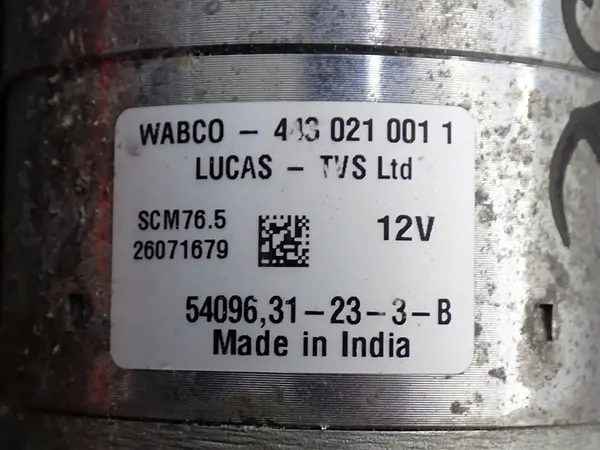 WABCO - 443 021 001 1
LUCAS - TVS Ltd
SCM76.5
12V
26071679
54096,31-23-3-B
Made in India